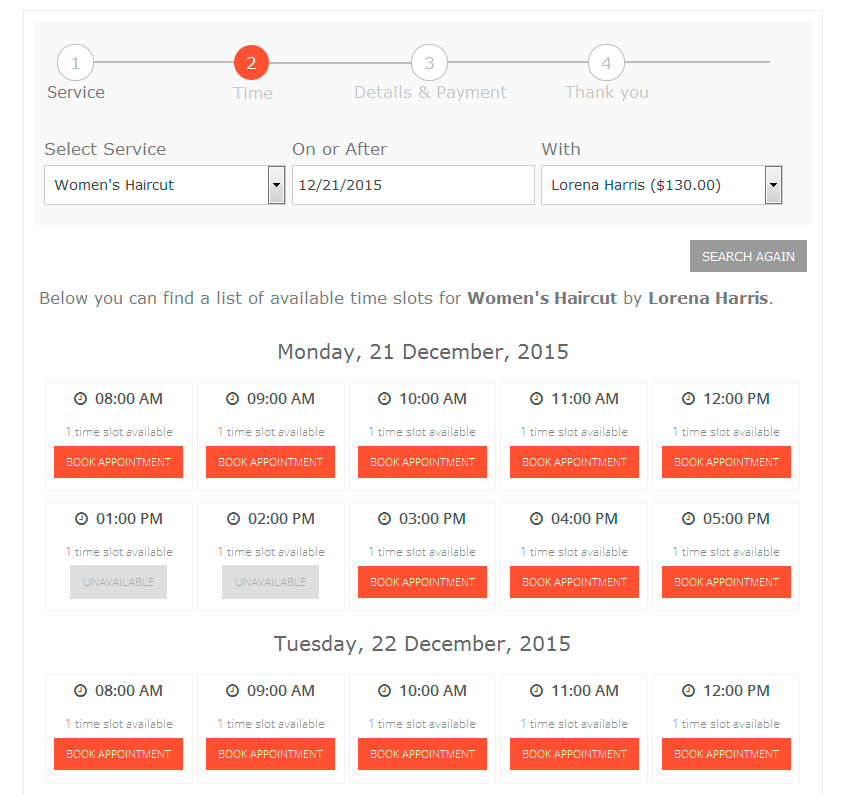 1 2 3 4
Service Time Details & Payment Thank you
Select Service On or After With
Women's Haircut 12/21/2015 Lorena Harris ($130.00)
SEARCH AGAIN
Below you can find a list of available time slots for Women's Haircut by Lorena Harris.
Monday, 21 December, 2015
08:00 AM 09:00 AM 10:00 AM 11:00 AM 12:00 PM
1 time slot available 1 time slot available 1 time slot available 1 time slot available 1 time slot available
BOOK APPOINTMENT BOOK APPOINTMENT BOOK APPOINTMENT BOOK APPOINTMENT BOOK APPOINTMENT
01:00 PM 02:00 PM 03:00 PM 04:00 PM 05:00 PM
1 time slot available 1 time slot available 1 time slot available 1 time slot available 1 time slot available
UNAVAILABLE UNAVAILABLE BOOK APPOINTMENT BOOK APPOINTMENT BOOK APPOINTMENT
Tuesday, 22 December, 2015
08:00 AM 09:00 AM 10:00 AM 11:00 AM 12:00 PM
1 time slot available 1 time slot available 1 time slot available 1 time slot available 1 time slot available
BOOK APPOINTMENT BOOK APPOINTMENT BOOK APPOINTMENT BOOK APPOINTMENT BOOK APPOINTMENT